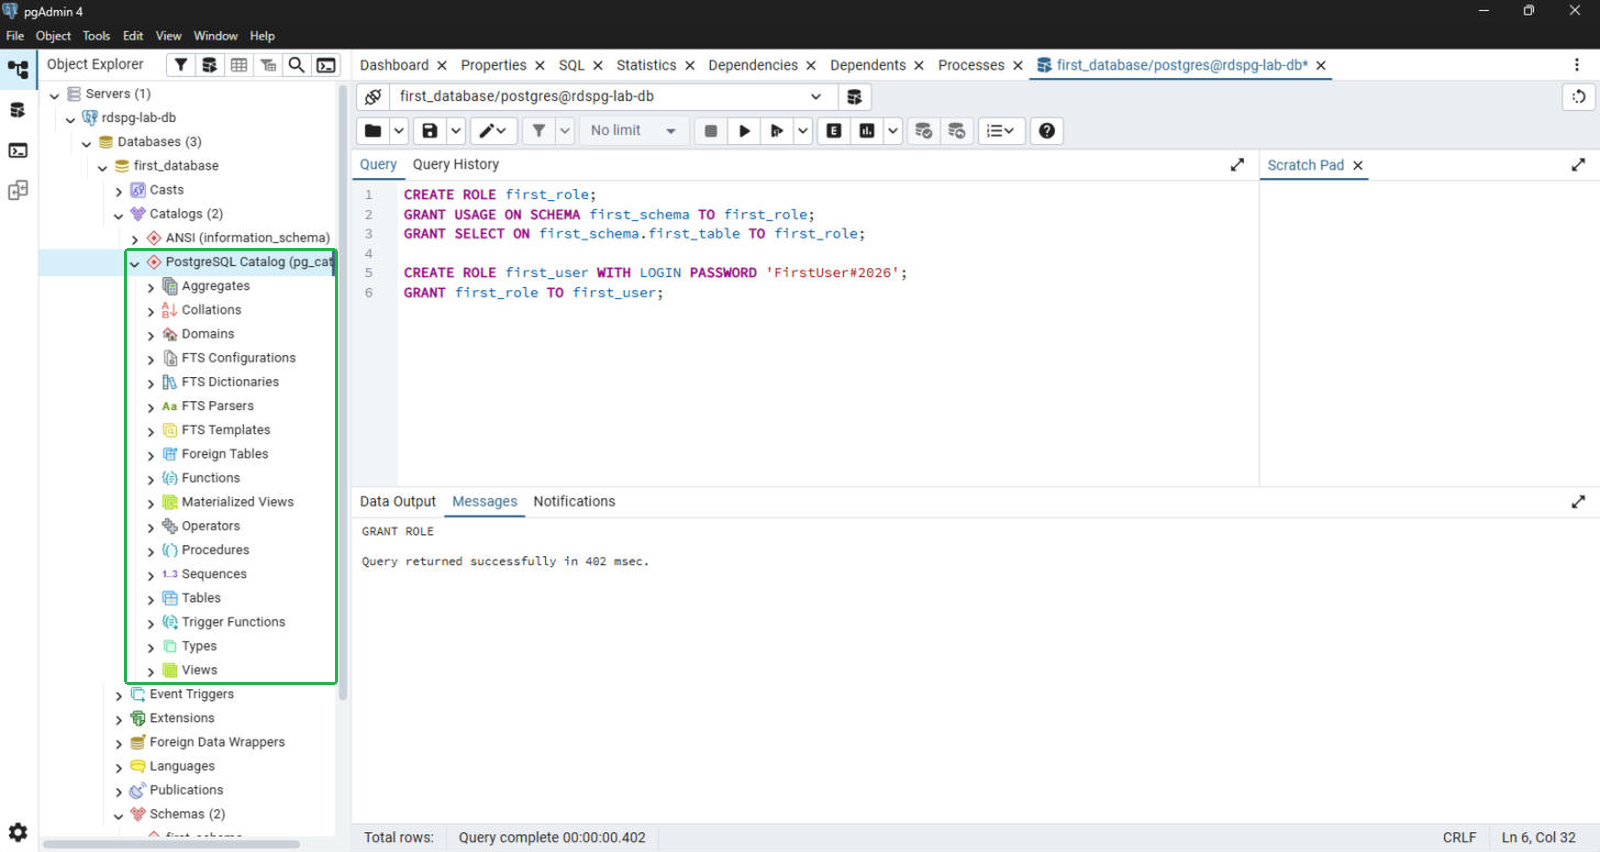 pgAdmin 4
File Object Tools Edit View Window Help
Object Explorer
Servers (1)
rdspg-lab-db
Databases (3)
first_database
Casts
Catalogs (2)
ANSI (information_schema)
PostgreSQL Catalog (pg_cat
Aggregates
Collations
Domains
FTS Configurations
FTS Dictionaries
Aa FTS Parsers
FTS Templates
Foreign Tables
Functions
Materialized Views
Operators
Procedures
1..3 Sequences
Tables
Trigger Functions
Types
Views
Event Triggers
Extensions
Foreign Data Wrappers
Languages
Publications
Schemas (2)
Dashboard Properties SQL Statistics Dependencies Dependents Processes first_database/postgres@rdspg-lab-db*
first_database/postgres@rdspg-lab-db
No limit E
Query Query History
1 CREATE ROLE first_role;
2 GRANT USAGE ON SCHEMA first_schema TO first_role;
3 GRANT SELECT ON first_schema.first_table TO first_role;
4
5 CREATE ROLE first_user WITH LOGIN PASSWORD 'FirstUser#2026';
6 GRANT first_role TO first_user;
Scratch Pad
Data Output Messages Notifications
GRANT ROLE
Query returned successfully in 402 msec.
Total rows: Query complete 00:00:00.402 CRLF Ln 6, Col 32